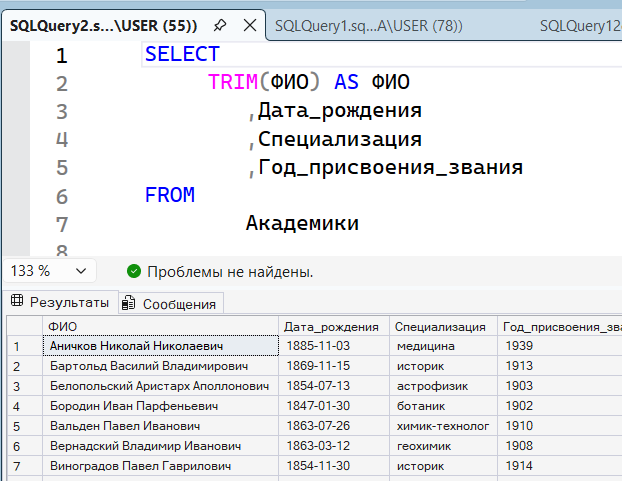 SQLQuery2.s...\USER (55)) SQLQuery1.sq...A\USER (78)) SQLQuery12
1 SELECT
2 TRIM(ФИО) AS ФИО
3 ,Дата_рождения
4 ,Специализация
5 ,Год_присвоения_звания
6 FROM
7 Академики
8
133 % Проблемы не найдены.
Результаты Сообщения
ФИО Дата_рождения Специализация Год_присвоения_зва
1 Аничков Николай Николаевич 1885-11-03 медицина 1939
2 Бартольд Василий Владимирович 1869-11-15 историк 1913
3 Белопольский Аристарх Аполлонович 1854-07-13 астрофизик 1903
4 Бородин Иван Парфеньевич 1847-01-30 ботаник 1902
5 Вальден Павел Иванович 1863-07-26 химик-технолог 1910
6 Вернадский Владимир Иванович 1863-03-12 геохимик 1908
7 Виноградов Павел Гаврилович 1854-11-30 историк 1914